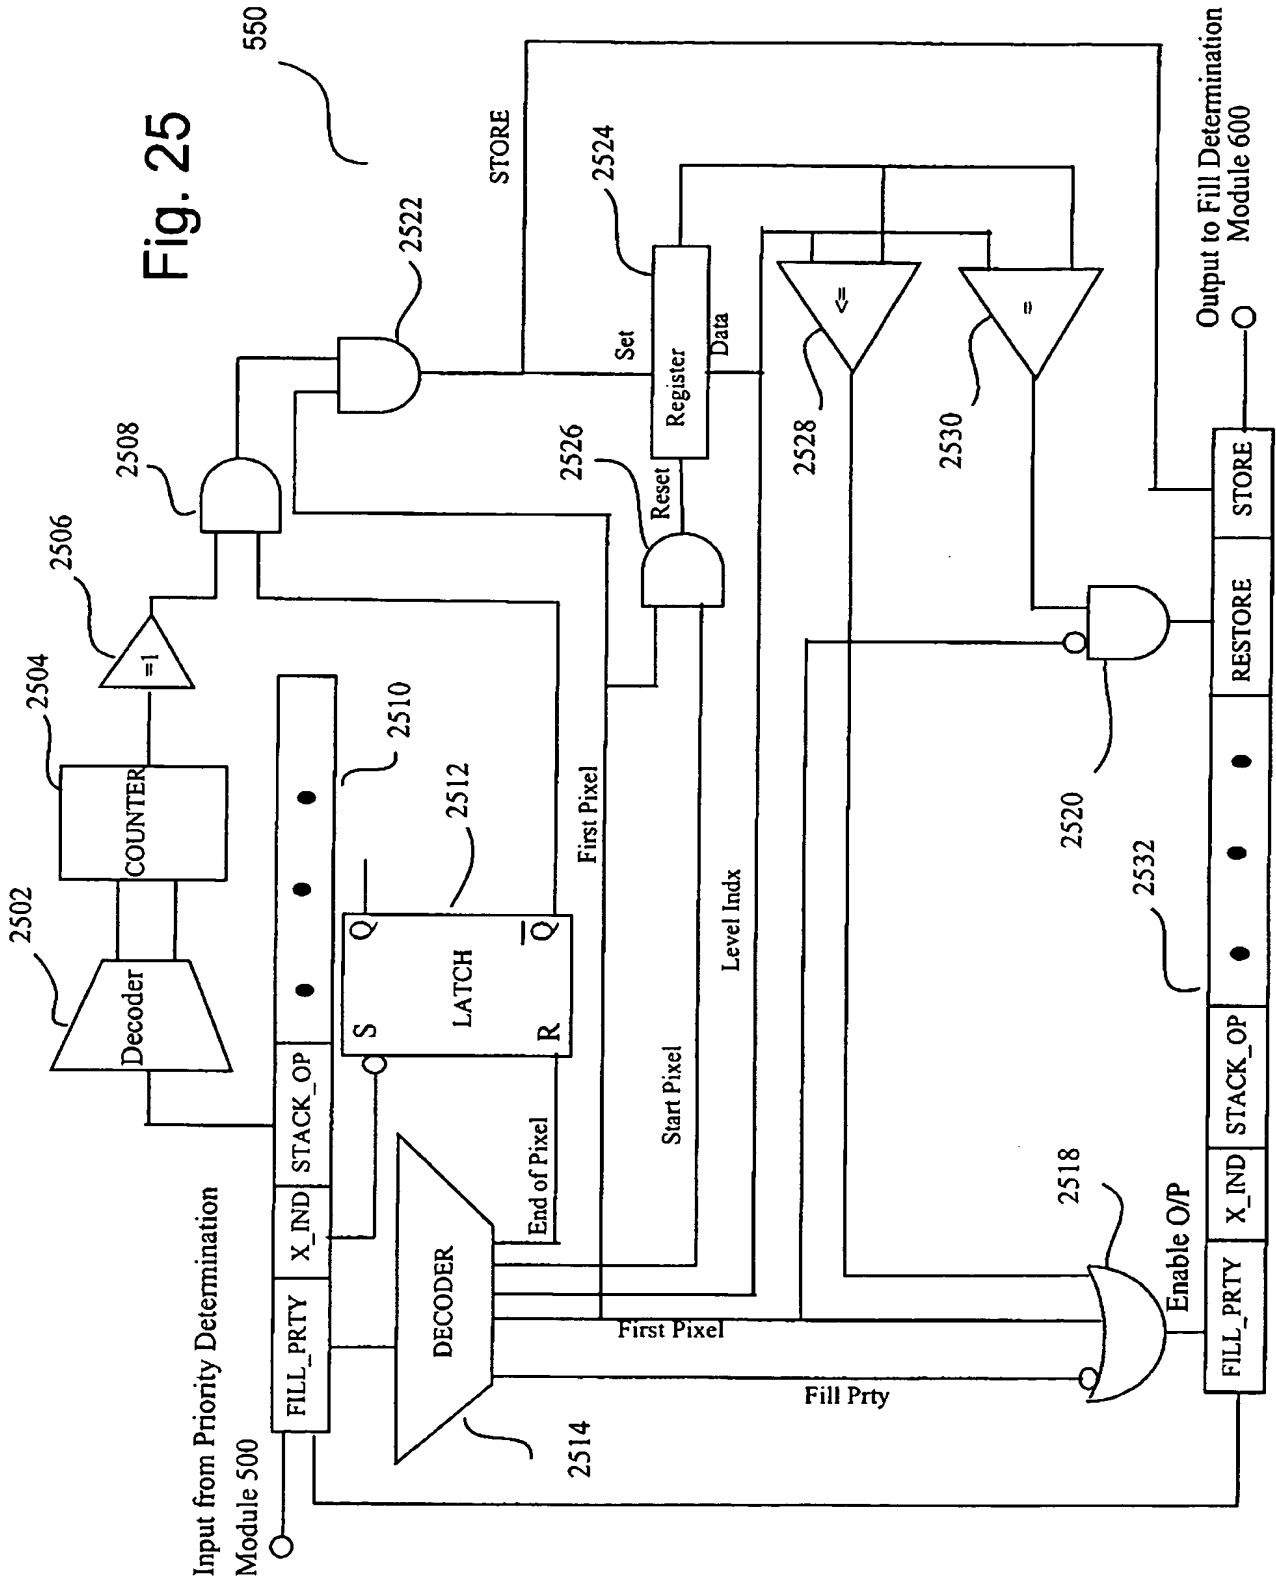 Fig. 25
550
Input from Priority Determination
Module 500
2502
Decoder
2504
COUNTER
2506
=1
2508
2522
FILL_PRTY
X_IND
STACK_OP
2510
S
Q
LATCH
R
Q
2512
End of Pixel
DECODER
2514
First Pixel
Start Pixel
Level Indx
First Pixel
Fill Prty
2526
Reset
Set
Register
Data
2524
STORE
<=
2528
=
2530
2520
2518
Enable O/P
2532
FILL_PRTY
X_IND
STACK_OP
RESTORE
STORE
Output to Fill Determination
Module 600